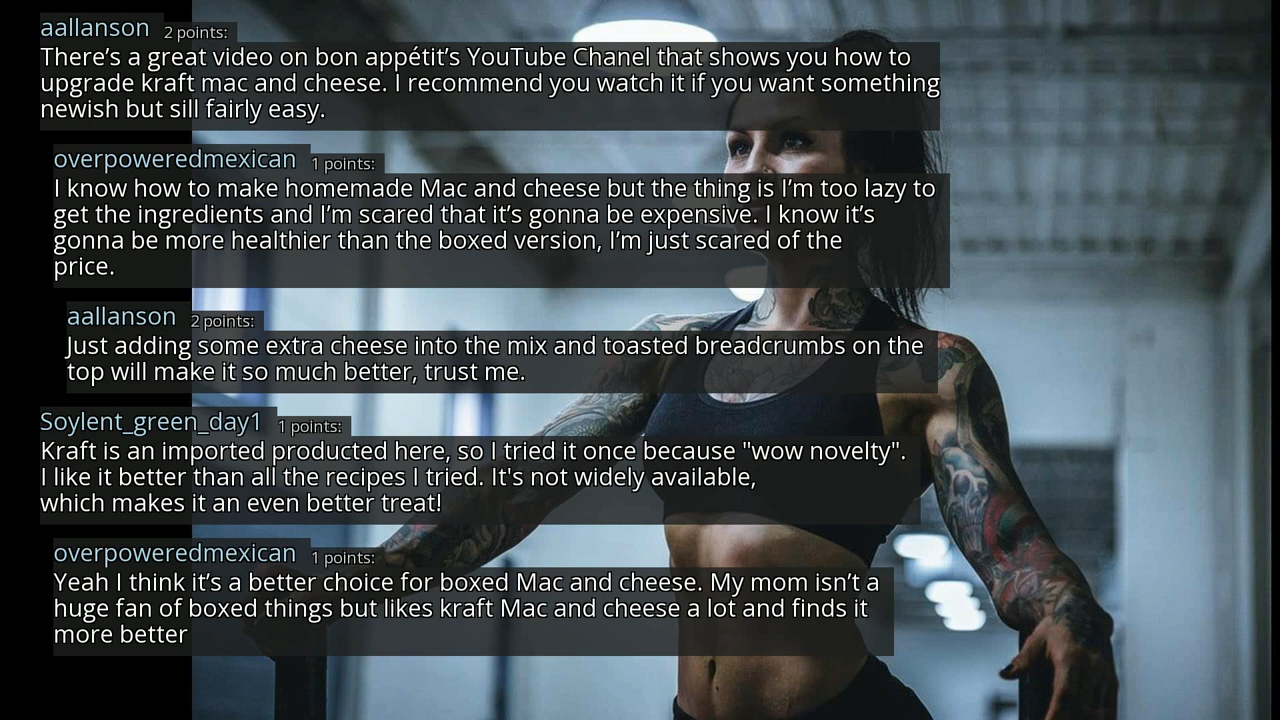 aallanson 2 points:
There’s a great video on bon appétit’s YouTube Chanel that shows you how to
upgrade kraft mac and cheese. I recommend you watch it if you want something
newish but sill fairly easy.
overpoweredmexican 1 points:
I know how to make homemade Mac and cheese but the thing is I’m too lazy to
get the ingredients and I’m scared that it’s gonna be expensive. I know it’s
gonna be more healthier than the boxed version, I’m just scared of the
price.
aallanson 2 points:
Just adding some extra cheese into the mix and toasted breadcrumbs on the
top will make it so much better, trust me.
Soylent_green_day1 1 points:
Kraft is an imported producted here, so I tried it once because "wow novelty".
I like it better than all the recipes I tried. It's not widely available,
which makes it an even better treat!
overpoweredmexican 1 points:
Yeah I think it’s a better choice for boxed Mac and cheese. My mom isn’t a
huge fan of boxed things but likes kraft Mac and cheese a lot and finds it
more better